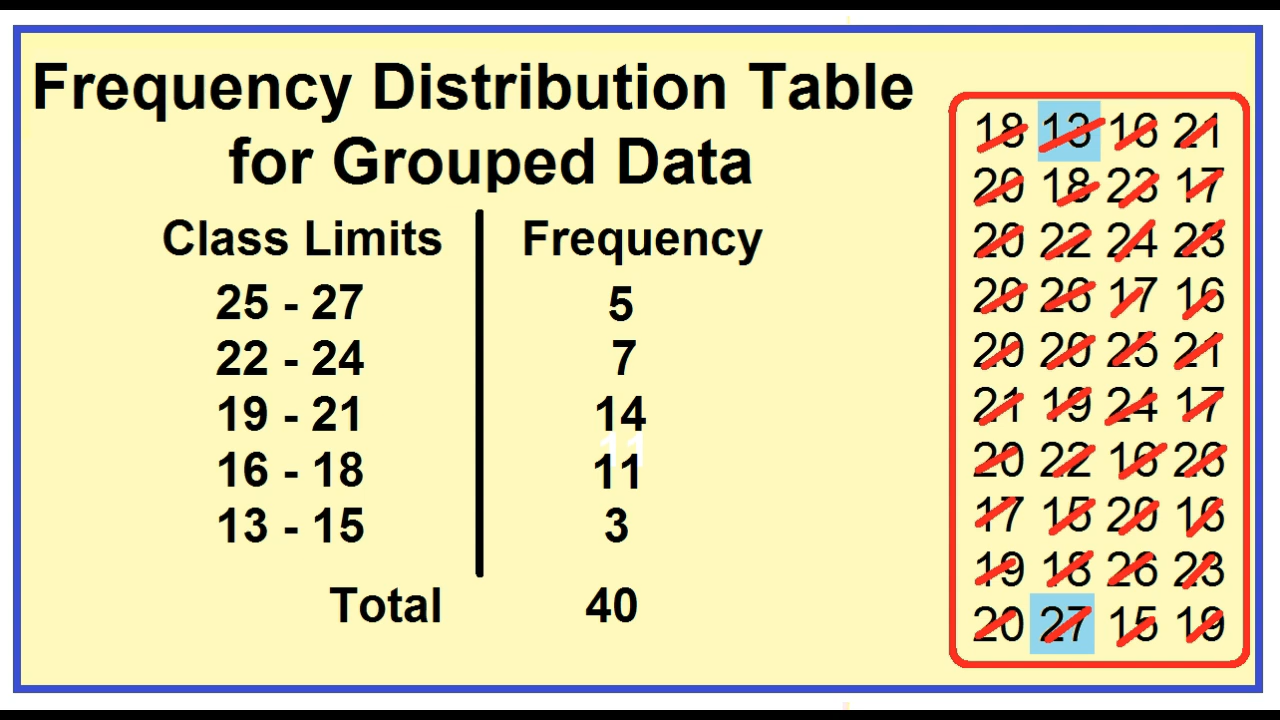 Frequency Distribution Table
for Grouped Data
Class Limits Frequency
25 - 27 5
22 - 24 7
19 - 21 14
11
16 - 18 11
13 - 15 3
Total 40
18 13 16 21
20 18 23 17
20 22 24 23
20 26 17 16
20 20 25 21
21 19 24 17
20 22 16 26
17 15 20 16
19 18 26 23
20 27 15 19